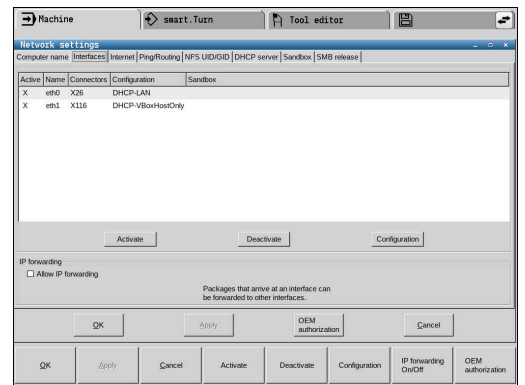 Machine smart.Turn Tool editor
Network settings
Computer name Interfaces Internet Ping/Routing NFS UID/GID DHCP server Sandbox SMB release
Active Name Connectors Configuration Sandbox
X eth0 X26 DHCP-LAN
X eth1 X116 DHCP-VBoxHostOnly
Activate Deactivate Configuration
IP forwarding
Allow IP forwarding
Packages that arrive at an interface can
be forwarded to other interfaces.
OK Apply OEM authorization Cancel
OK Apply Cancel Activate Deactivate Configuration IP forwarding On/Off OEM authorization